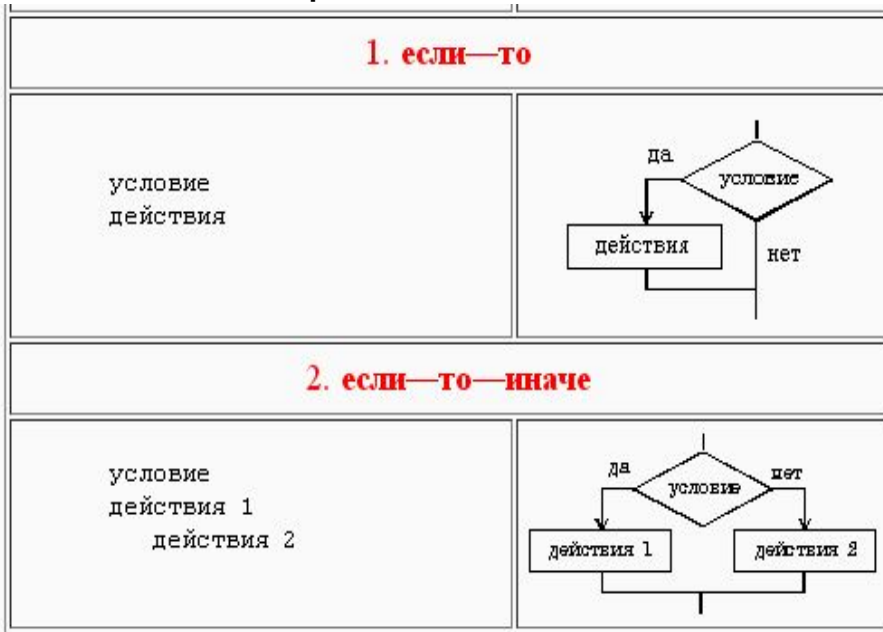 1. если—то
условие
действия
да
условие
действия
нет
2. если—то—иначе
условие
действия 1
действия 2
да
условие
нет
действия 1
действия 2